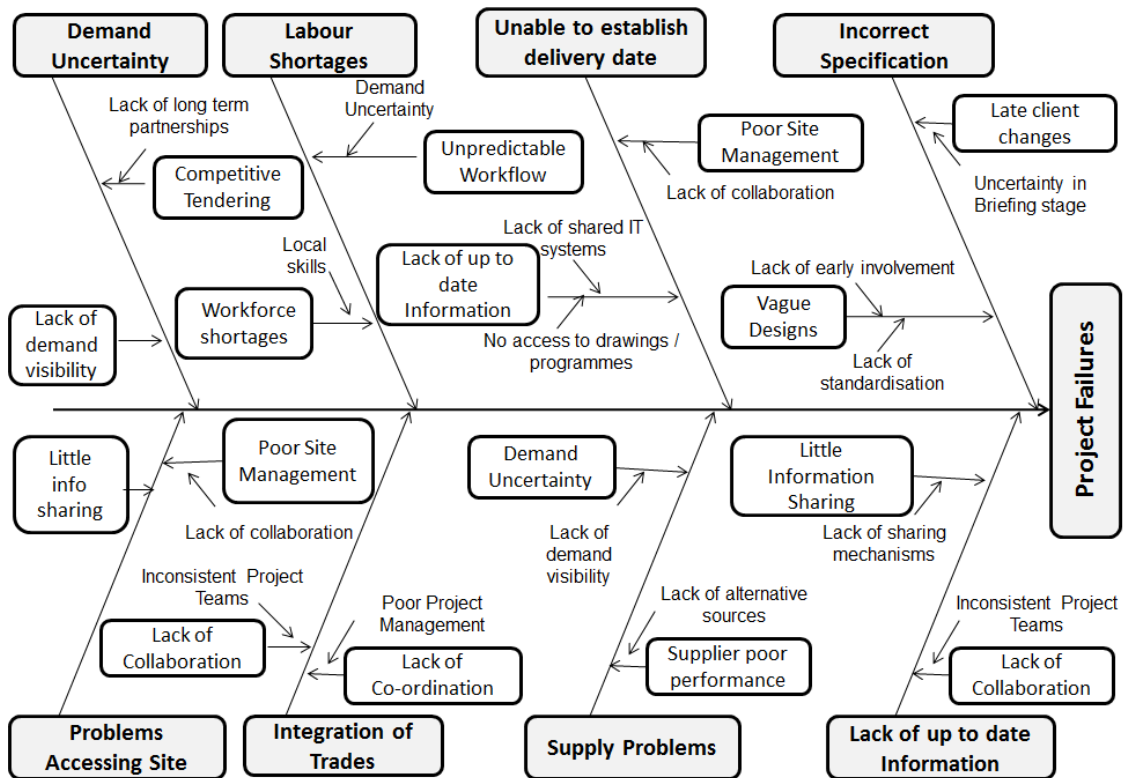 Demand
Uncertainty
Labour
Shortages
Unable to establish
delivery date
Incorrect
Specification
Lack of long term
partnerships
Competitive
Tendering
Lack of
demand
visibility
Demand
Uncertainty
Unpredictable
Workflow
Local
skills
Workforce
shortages
Poor Site
Management
Lack of collaboration
Lack of shared IT
systems
Lack of up to
date
Information
No access to drawings /
programmes
Late client
changes
Uncertainty in
Briefing stage
Lack of early involvement
Vague
Designs
Lack of
standardisation
Project Failures
Little
info
sharing
Poor Site
Management
Lack of collaboration
Inconsistent Project
Teams
Lack of
Collaboration
Poor Project
Management
Lack of
Co-ordination
Demand
Uncertainty
Lack of
demand
visibility
Lack of alternative
sources
Supplier poor
performance
Little
Information
Sharing
Lack of sharing
mechanisms
Inconsistent Project
Teams
Lack of
Collaboration
Problems
Accessing Site
Integration of
Trades
Supply Problems
Lack of up to date
Information